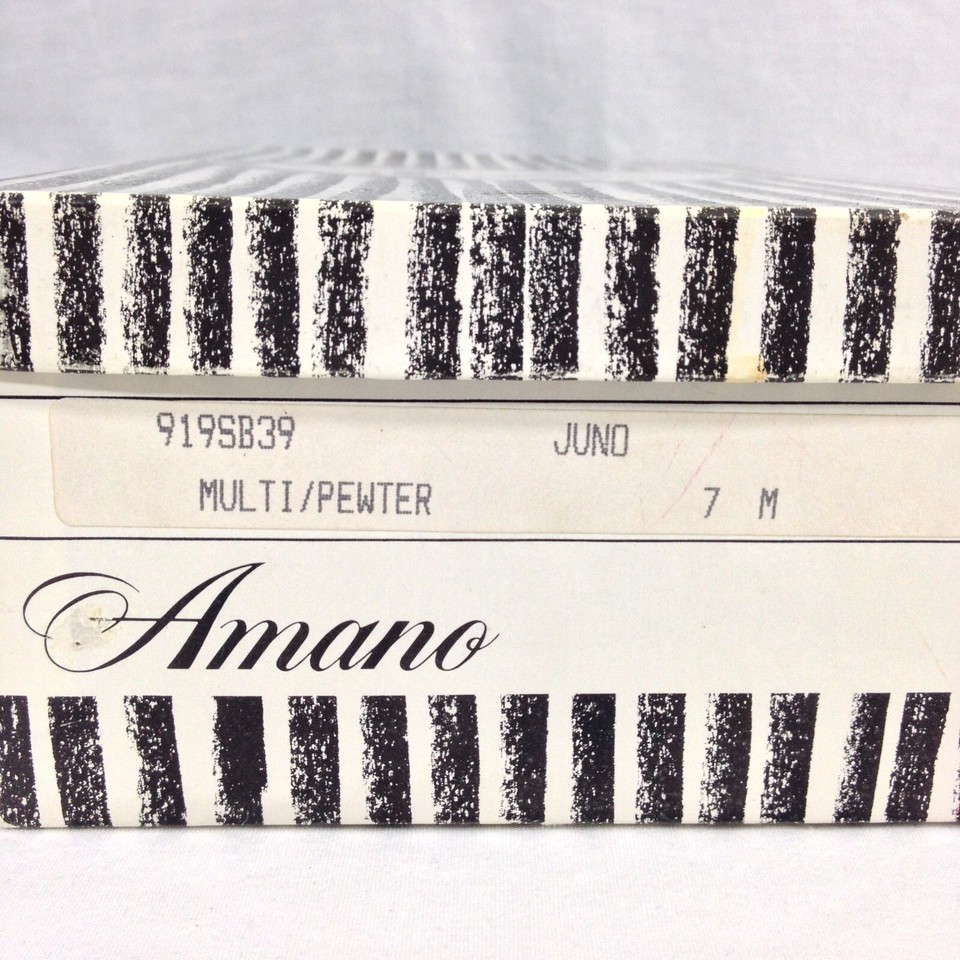 919SB39 JUNO
MULTI/PEWTER 7 M
Amano